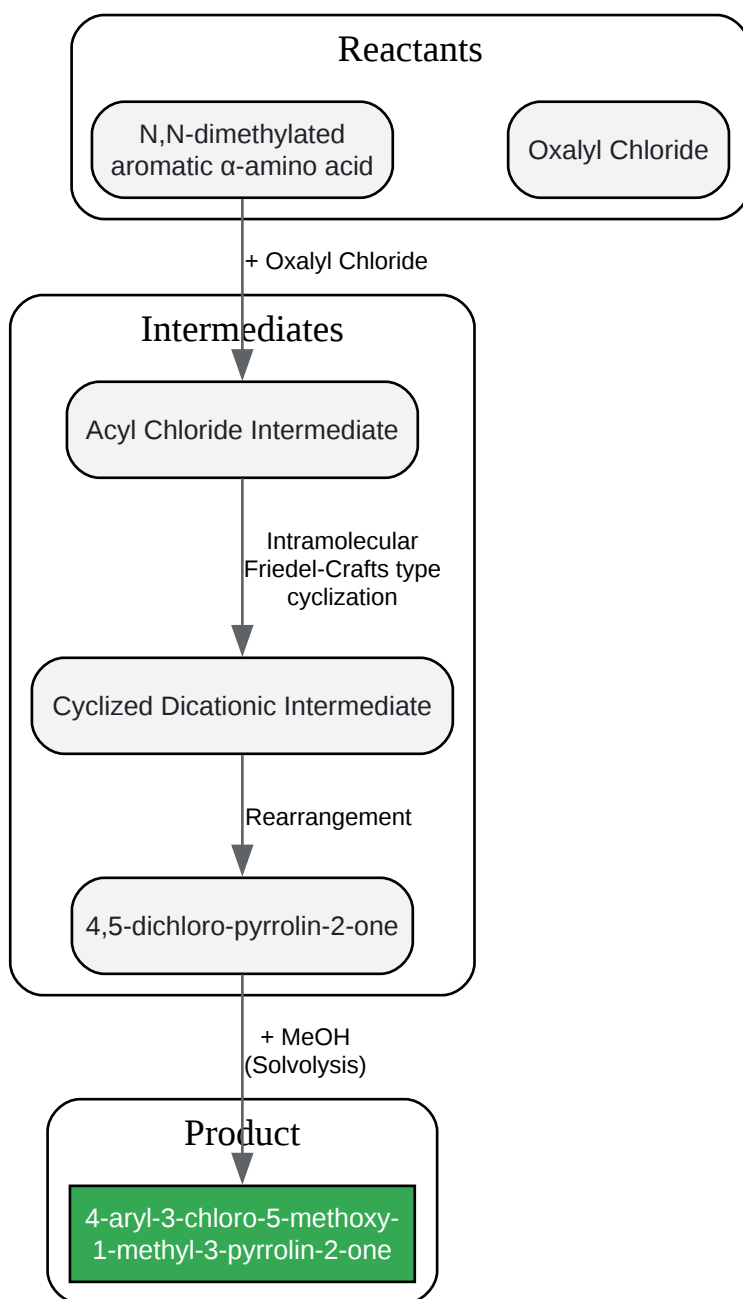 Reactants
N,N-dimethylated
aromatic α-amino acid
Oxalyl Chloride
+ Oxalyl Chloride
Intermediates
Acyl Chloride Intermediate
Intramolecular
Friedel-Crafts type
cyclization
Cyclized Dicationic Intermediate
Rearrangement
4,5-dichloro-pyrrolin-2-one
+ MeOH
(Solvolysis)
Product
4-aryl-3-chloro-5-methoxy-
1-methyl-3-pyrrolin-2-one